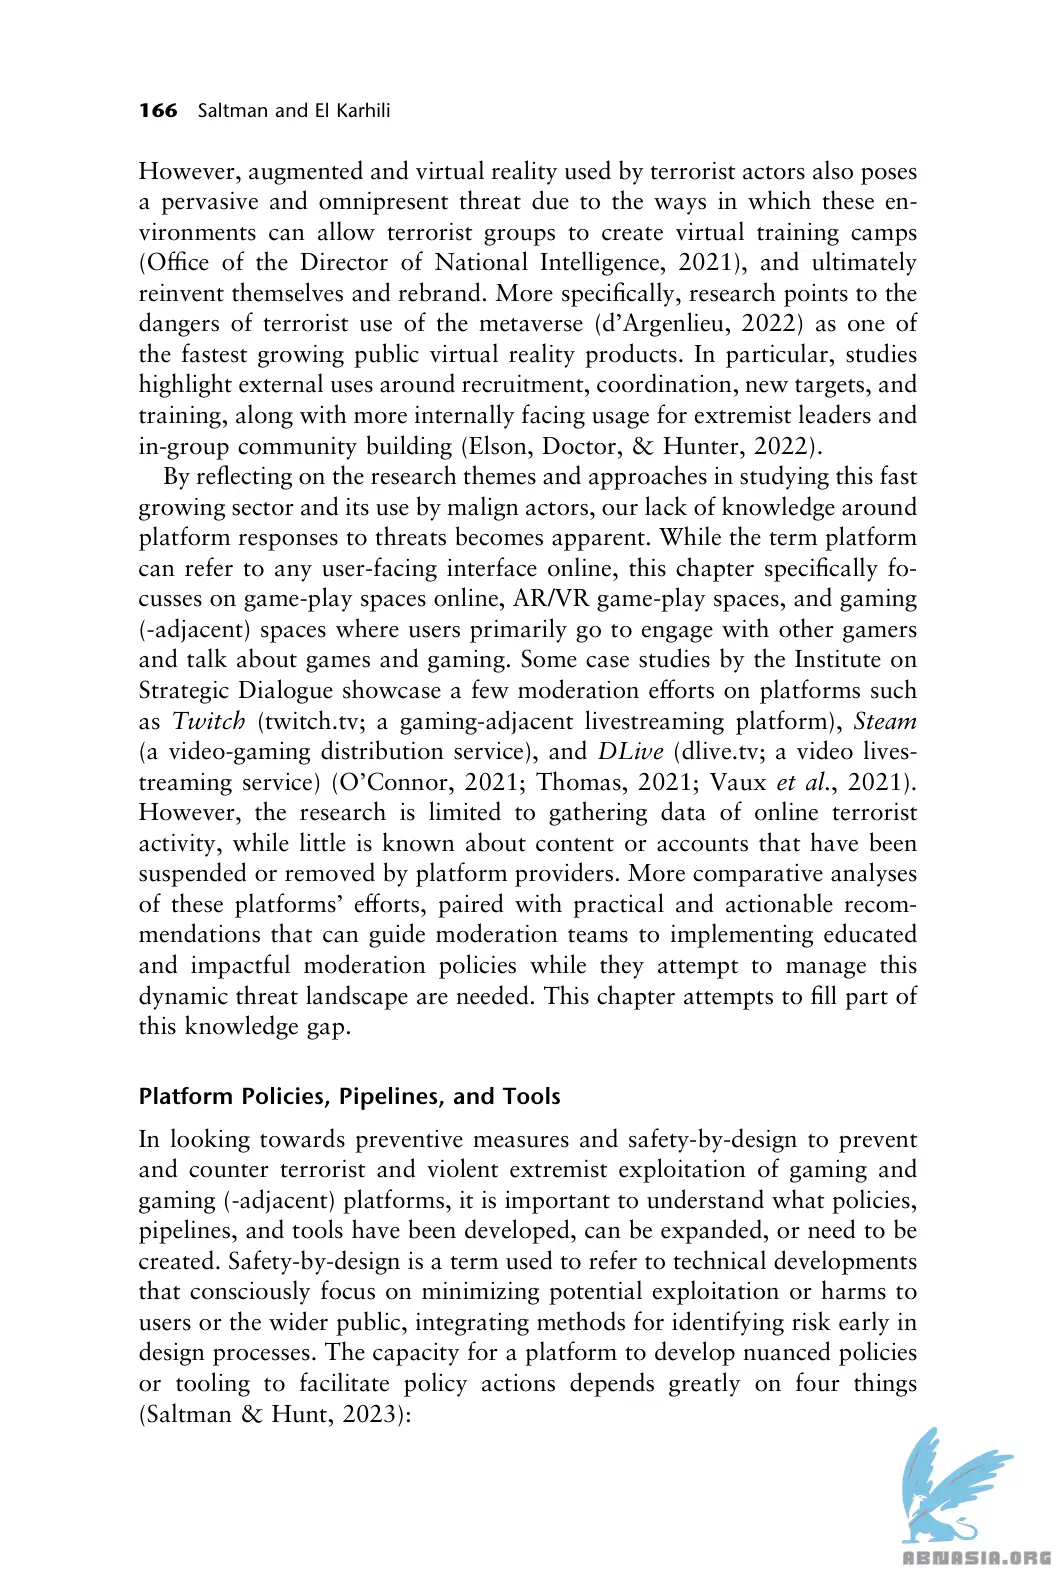 166 Saltman and El Karhili
However, augmented and virtual reality used by terrorist actors also poses
a pervasive and omnipresent threat due to the ways in which these en-
vironments can allow terrorist groups to create virtual training camps
(Office of the Director of National Intelligence, 2021), and ultimately
reinvent themselves and rebrand. More specifically, research points to the
dangers of terrorist use of the metaverse (d’Argenlieu, 2022) as one of
the fastest growing public virtual reality products. In particular, studies
highlight external uses around recruitment, coordination, new targets, and
training, along with more internally facing usage for extremist leaders and
in-group community building (Elson, Doctor, & Hunter, 2022).
By reflecting on the research themes and approaches in studying this fast
growing sector and its use by malign actors, our lack of knowledge around
platform responses to threats becomes apparent. While the term platform
can refer to any user-facing interface online, this chapter specifically fo-
cusses on game-play spaces online, AR/VR game-play spaces, and gaming
(-adjacent) spaces where users primarily go to engage with other gamers
and talk about games and gaming. Some case studies by the Institute on
Strategic Dialogue showcase a few moderation efforts on platforms such
as Twitch (twitch.tv; a gaming-adjacent livestreaming platform), Steam
(a video-gaming distribution service), and DLive (dlive.tv; a video lives-
treaming service) (O’Connor, 2021; Thomas, 2021; Vaux et al., 2021).
However, the research is limited to gathering data of online terrorist
activity, while little is known about content or accounts that have been
suspended or removed by platform providers. More comparative analyses
of these platforms’ efforts, paired with practical and actionable recom-
mendations that can guide moderation teams to implementing educated
and impactful moderation policies while they attempt to manage this
dynamic threat landscape are needed. This chapter attempts to fill part of
this knowledge gap.
Platform Policies, Pipelines, and Tools
In looking towards preventive measures and safety-by-design to prevent
and counter terrorist and violent extremist exploitation of gaming and
gaming (-adjacent) platforms, it is important to understand what policies,
pipelines, and tools have been developed, can be expanded, or need to be
created. Safety-by-design is a term used to refer to technical developments
that consciously focus on minimizing potential exploitation or harms to
users or the wider public, integrating methods for identifying risk early in
design processes. The capacity for a platform to develop nuanced policies
or tooling to facilitate policy actions depends greatly on four things
(Saltman & Hunt, 2023):
ABNASIA.ORG